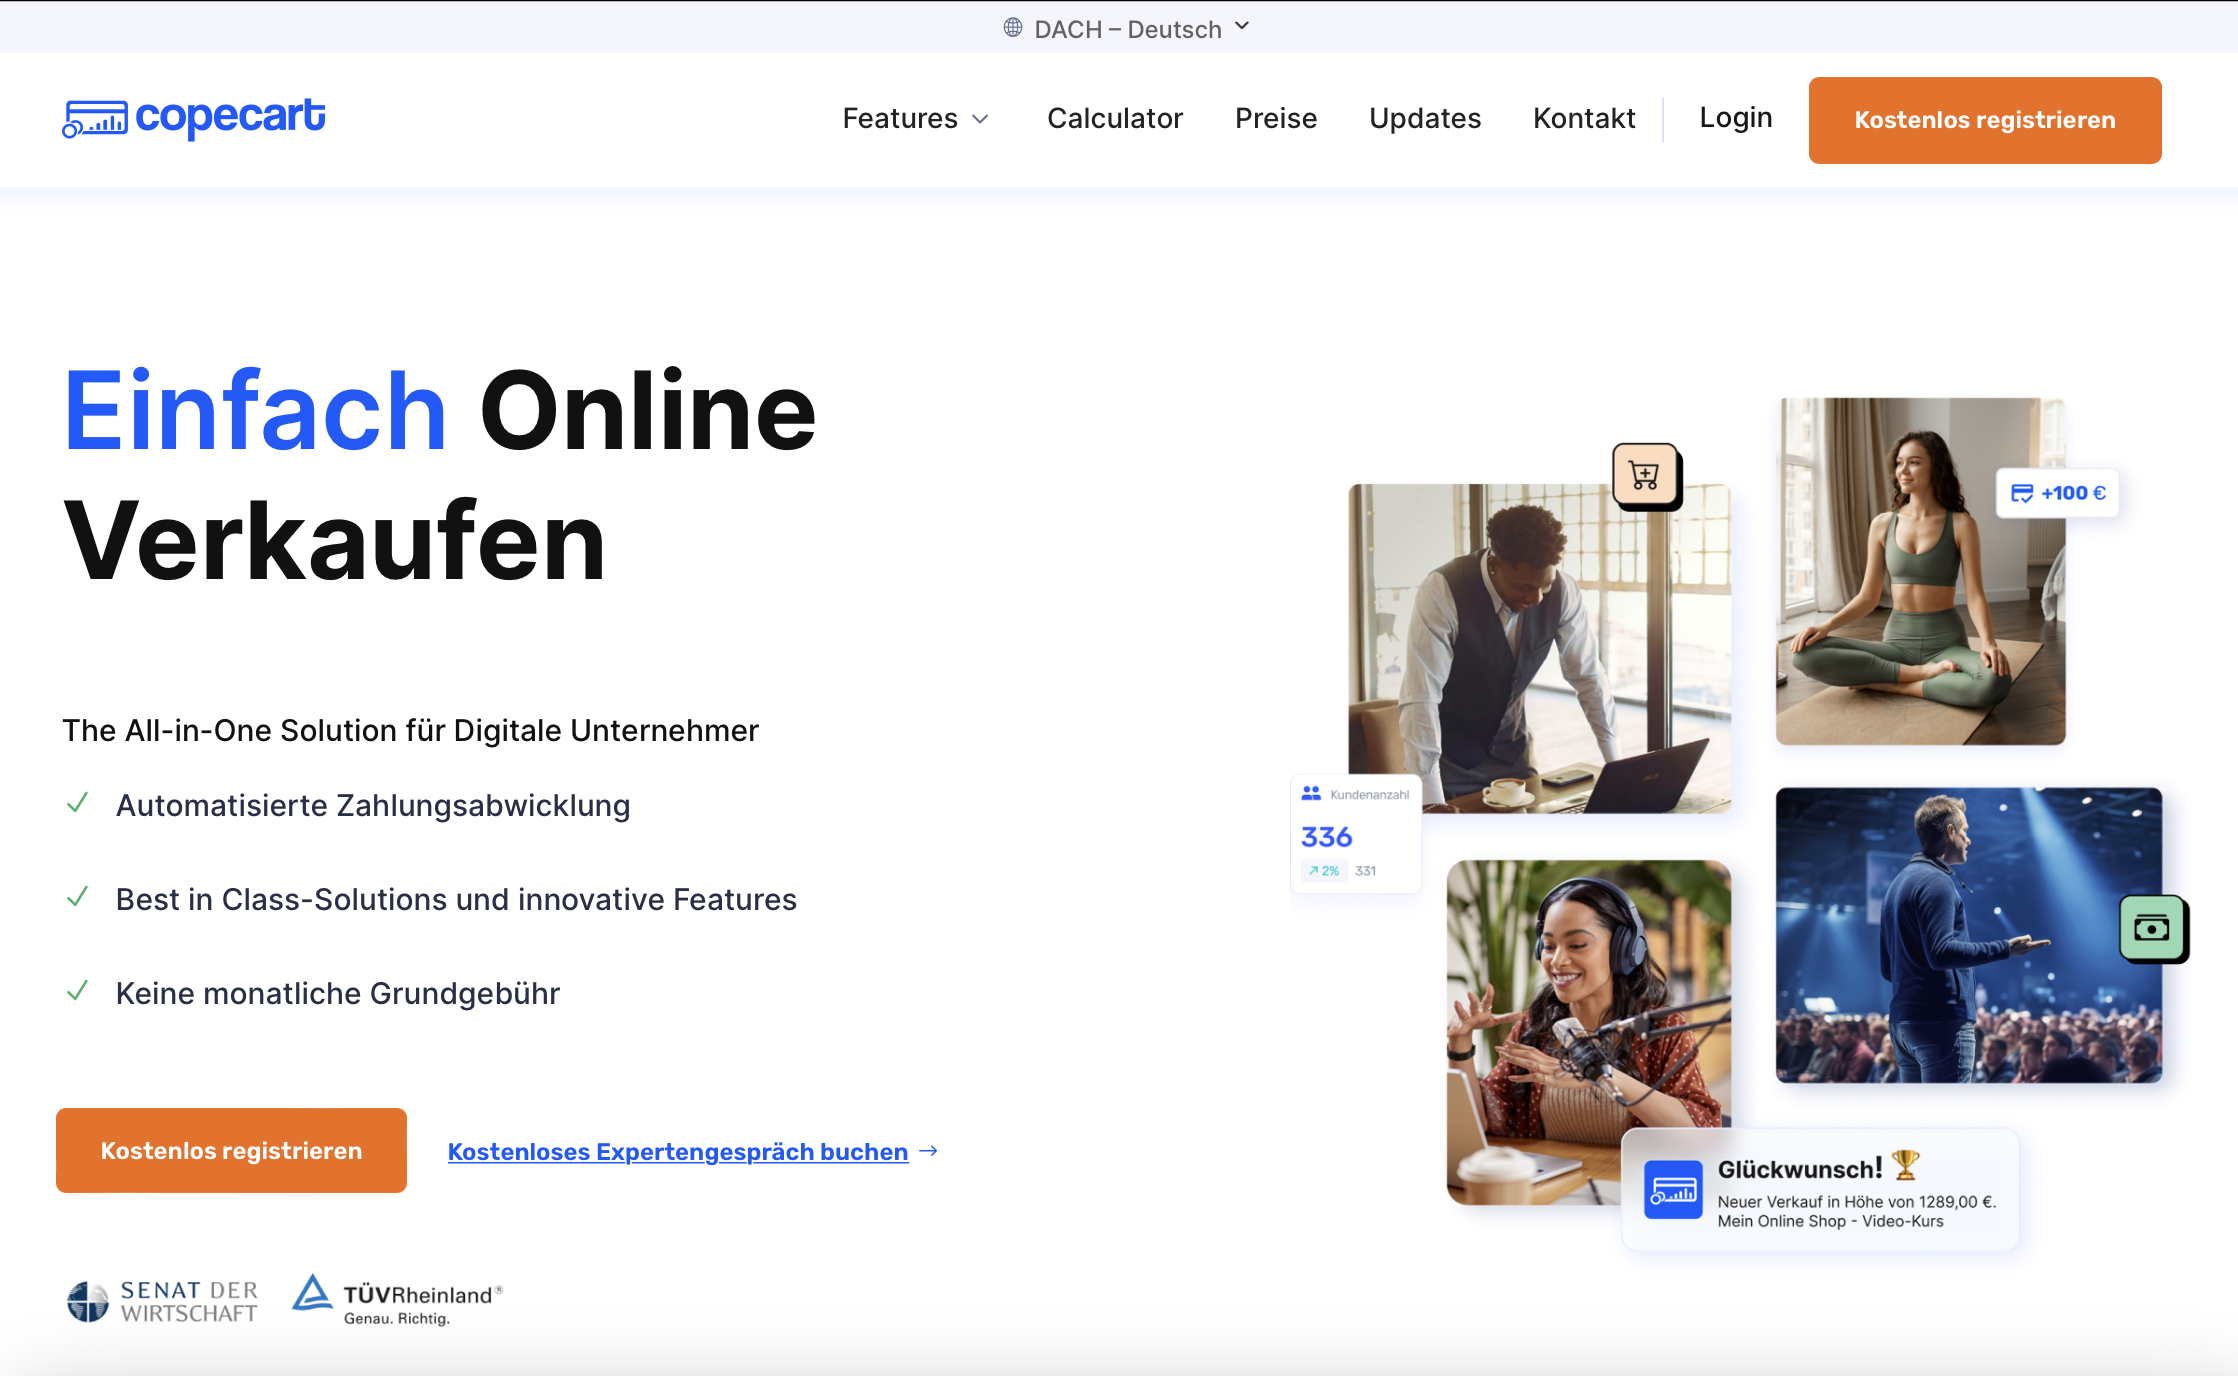 DACH – Deutsch
copecart
Features
Calculator
Preise
Updates
Kontakt
Login
Kostenlos registrieren
Einfach Online
Verkaufen
The All-in-One Solution für Digitale Unternehmer
Automatisierte Zahlungsabwicklung
Best in Class-Solutions und innovative Features
Keine monatliche Grundgebühr
Kostenlos registrieren
Kostenloses Expertengespräch buchen →
SENAT DER
WIRTSCHAFT
TÜVRheinland®
Genau. Richtig.
+100 €
Kundenanzahl
336
2% 331
Glückwunsch! 🏆
Neuer Verkauf in Höhe von 1289,00 €.
Mein Online Shop - Video-Kurs